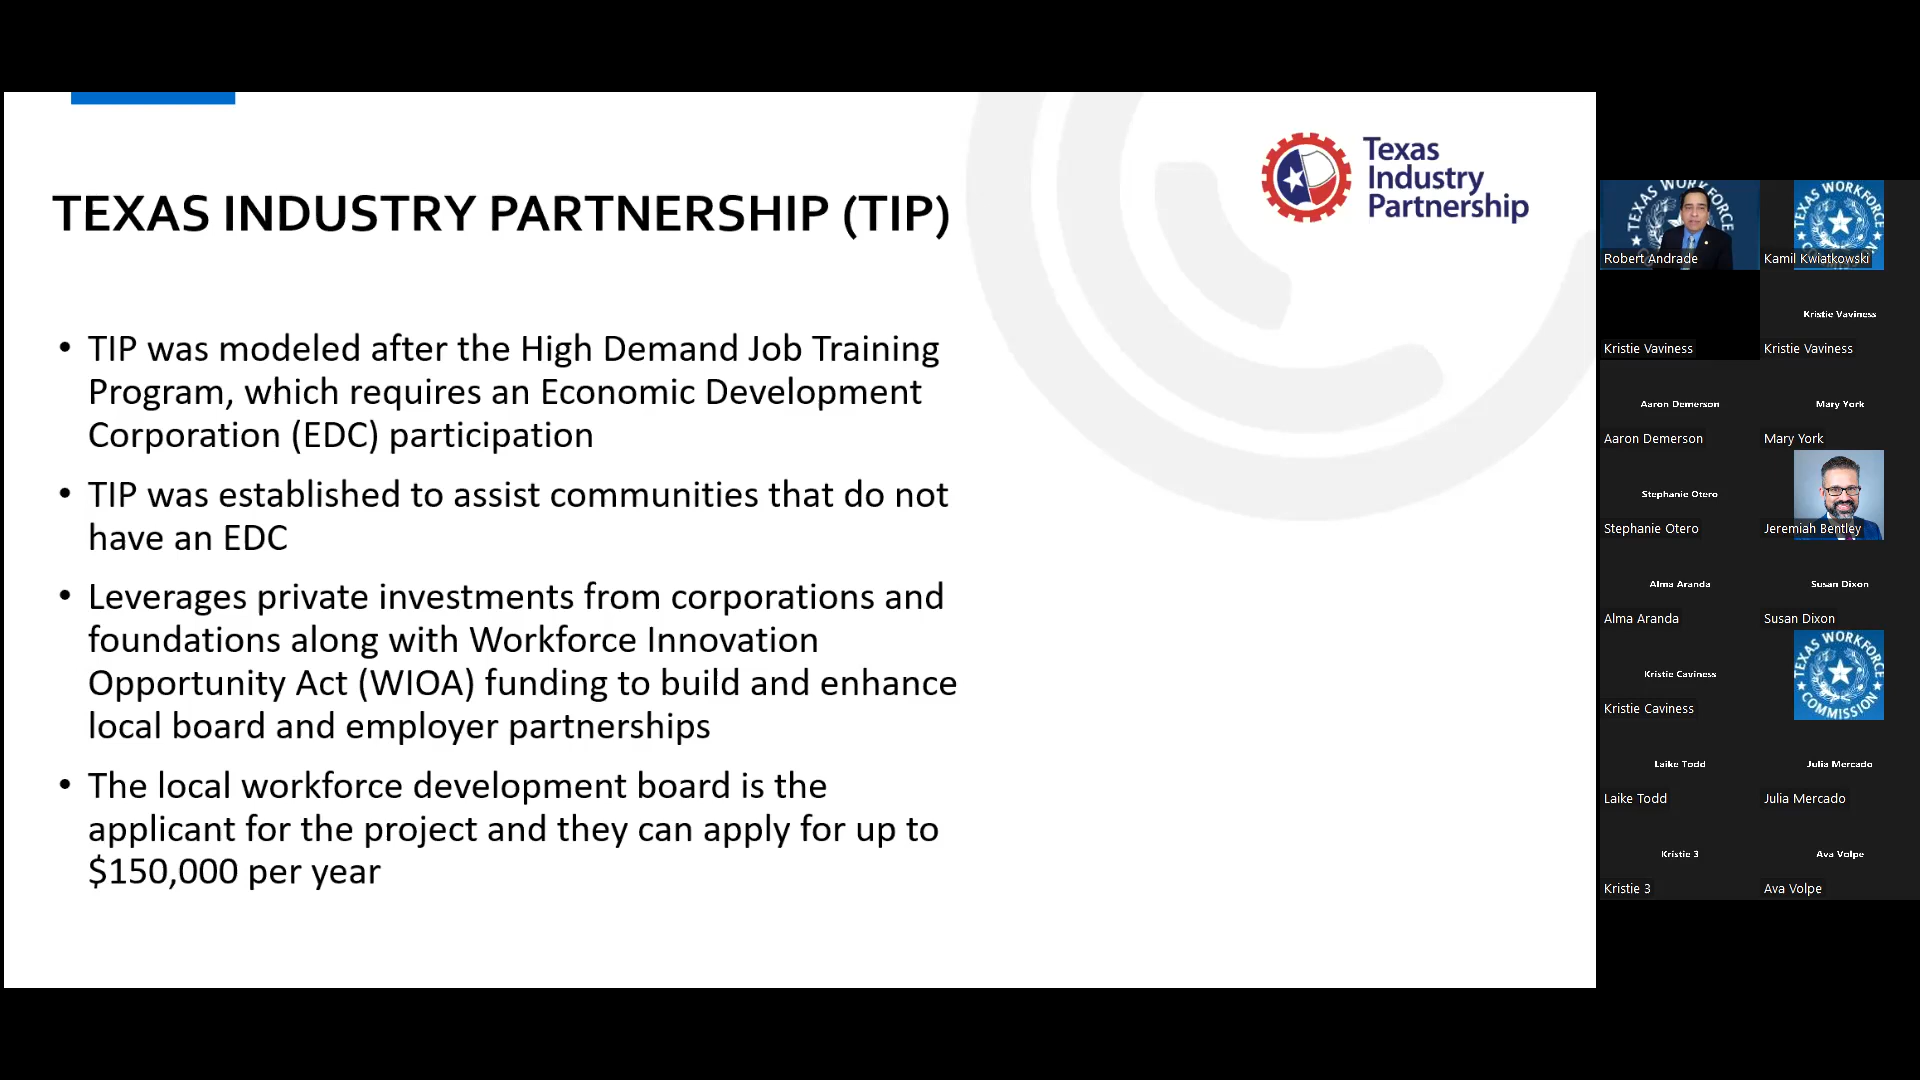 TEXAS INDUSTRY PARTNERSHIP (TIP)
Texas
Industry
Partnership
• TIP was modeled after the High Demand Job Training
Program, which requires an Economic Development
Corporation (EDC) participation
• TIP was established to assist communities that do not
have an EDC
• Leverages private investments from corporations and
foundations along with Workforce Innovation
Opportunity Act (WIOA) funding to build and enhance
local board and employer partnerships
• The local workforce development board is the
applicant for the project and they can apply for up to
$150,000 per year
TEXAS WORKFORCE
Robert Andrade
TEXAS WORKFORCE
Kamil Kwiatkowski
Kristie Vaviness
Kristie Vaviness
Kristie Vaviness
Aaron Demerson
Mary York
Aaron Demerson
Mary York
Stephanie Otero
Stephanie Otero
Jeremiah Bentley
Alma Aranda
Susan Dixon
Alma Aranda
Susan Dixon
Kristie Caviness
Kristie Caviness
TEXAS WORKFORCE
COMMISSION
Laike Todd
Julia Mercado
Laike Todd
Julia Mercado
Kristie 3
Ava Volpe
Kristie 3
Ava Volpe